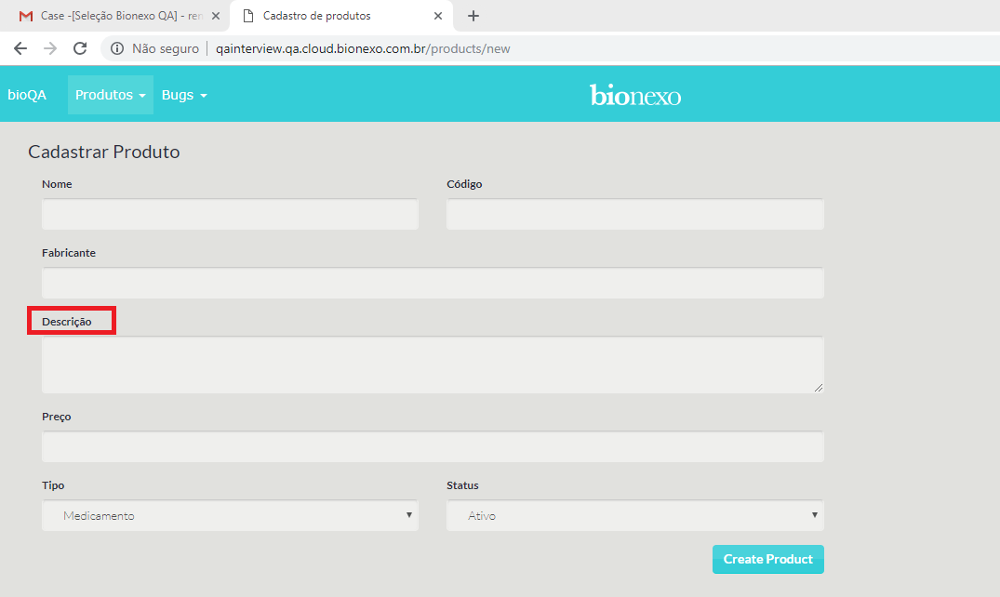 Case -[Seleção Bionexo QA] - ren
Cadastro de produtos
Não seguro | qainterview.qa.cloud.bionexo.com.br/products/new
bioQA Produtos Bugs bionexo
Cadastrar Produto
Nome Código
Fabricante
Descrição
Preço
Tipo Status
Medicamento Ativo
Create Product